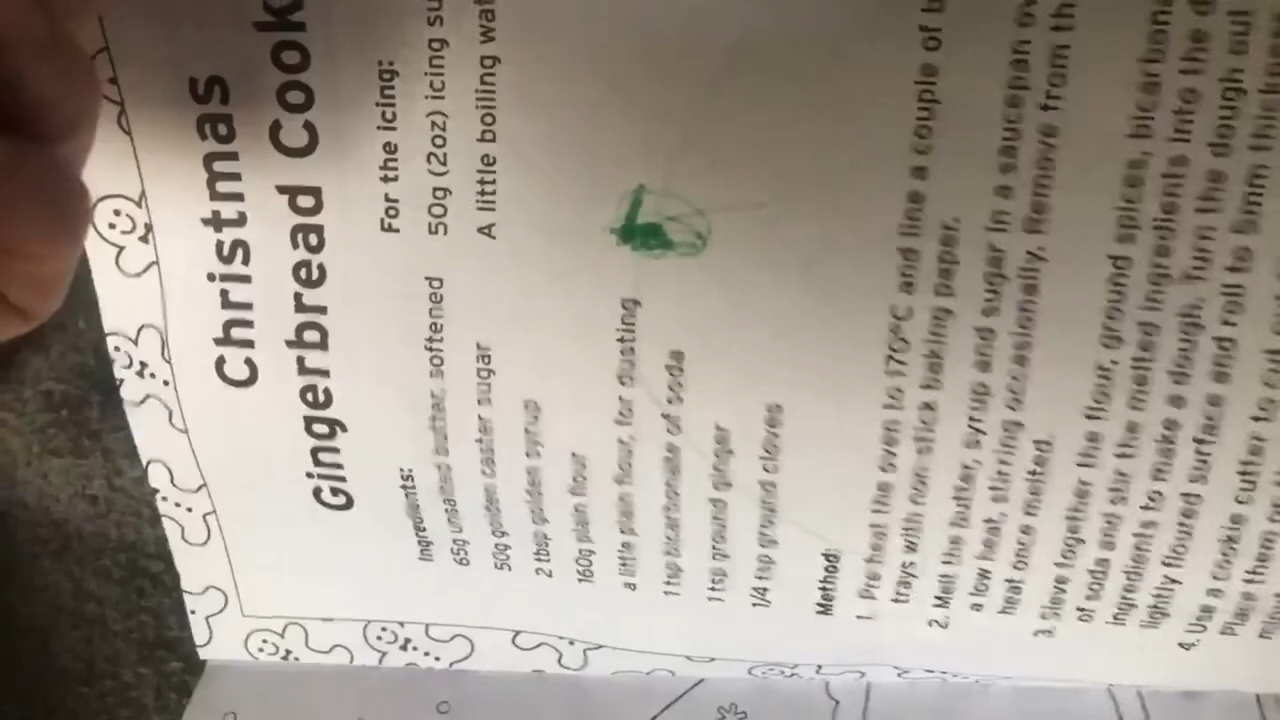 Christmas
Gingerbread Cook
Ingredients:
65g unsalted butter, softened
50g golden caster sugar
2 tbsp golden syrup
160g plain flour
a little plain flour, for dusting
1 tsp bicarbonate of soda
1 tsp ground ginger
1/4 tsp ground cloves
For the icing:
50g (2oz) icing su
A little boiling wat
Method:
1. Pre heat the oven to 170°C and line a couple of b
trays with non-stick baking paper.
2. Melt the butter, syrup and sugar in a saucepan ov
a low heat, stirring occasionally. Remove from th
heat once melted.
3. Sieve together the flour, ground spices, bicarbona
of soda and stir the melted ingredients into the d
ingredients to make a dough. Turn the dough out
lightly floured surface and roll to 5mm thickness
4. Use a cookie cutter to cut
Place them on